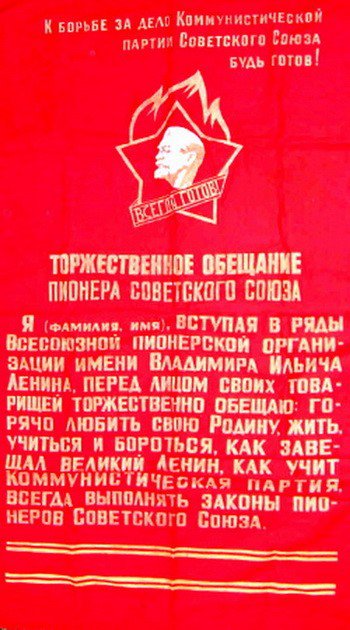 К борьбе за дело Коммунистической
партии Советского Союза
будь готов!
ВСЕГДА ГОТОВ!
ТОРЖЕСТВЕННОЕ ОБЕЩАНИЕ
ПИОНЕРА СОВЕТСКОГО СОЮЗА
Я (фамилия, имя), вступая в ряды
Всесоюзной пионерской органи-
зации имени Владимира Ильича
Ленина, перед лицом своих това-
рищей торжественно обещаю: го-
рячо любить свою Родину, жить,
учиться и бороться, как заве-
щал великий Ленин, как учит
Коммунистическая партия,
всегда выполнять законы пио-
неров Советского Союза.